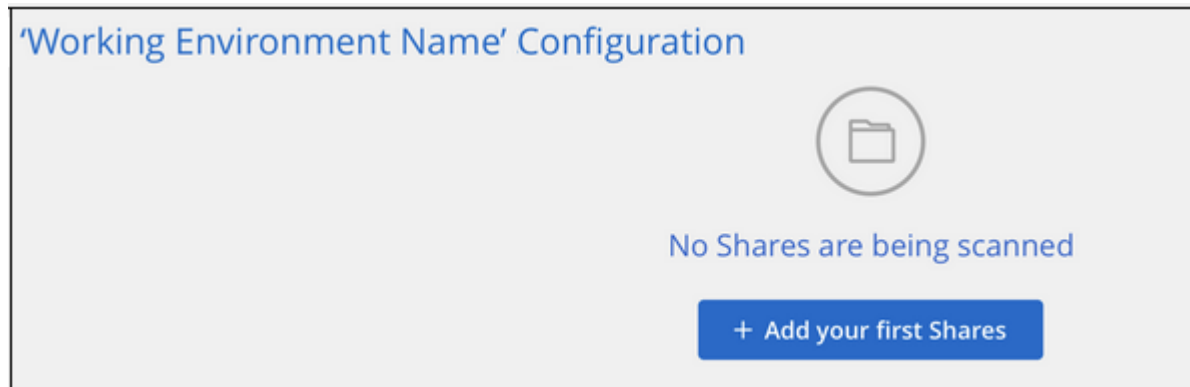 ‘Working Environment Name’ Configuration
No Shares are being scanned
+ Add your first Shares